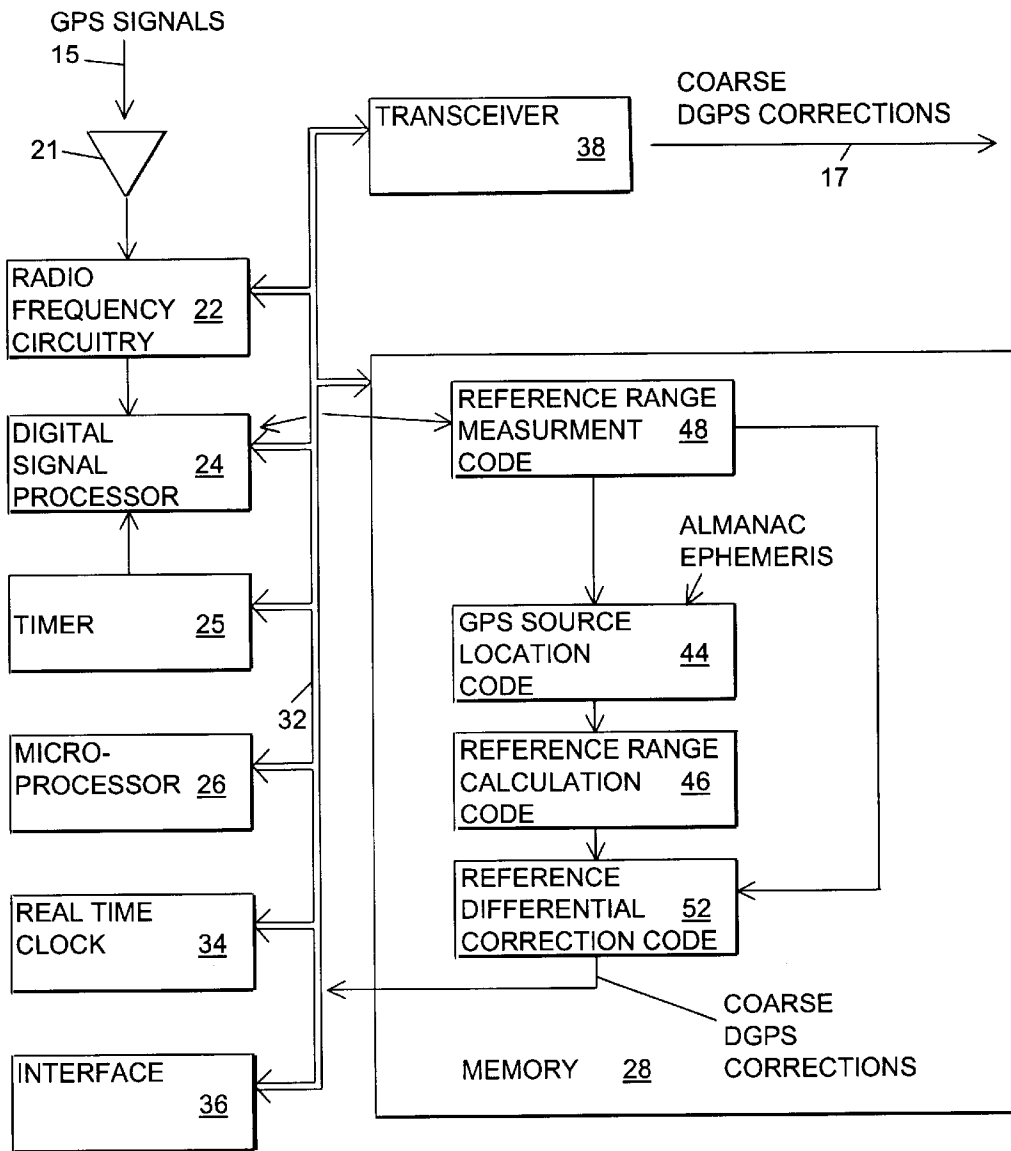 GPS SIGNALS
15
21
TRANSCEIVER
38
COARSE
DGPS CORRECTIONS
17
RADIO
FREQUENCY 22
CIRCUITRY
DIGITAL
SIGNAL 24
PROCESSOR
TIMER 25
32
MICRO-
PROCESSOR 26
REAL TIME
CLOCK 34
INTERFACE
36
REFERENCE RANGE
MEASURMENT 48
CODE
ALMANAC
EPHEMERIS
GPS SOURCE
LOCATION 44
CODE
REFERENCE RANGE
CALCULATION 46
CODE
REFERENCE
DIFFERENTIAL 52
CORRECTION CODE
COARSE
DGPS
CORRECTIONS
MEMORY 28